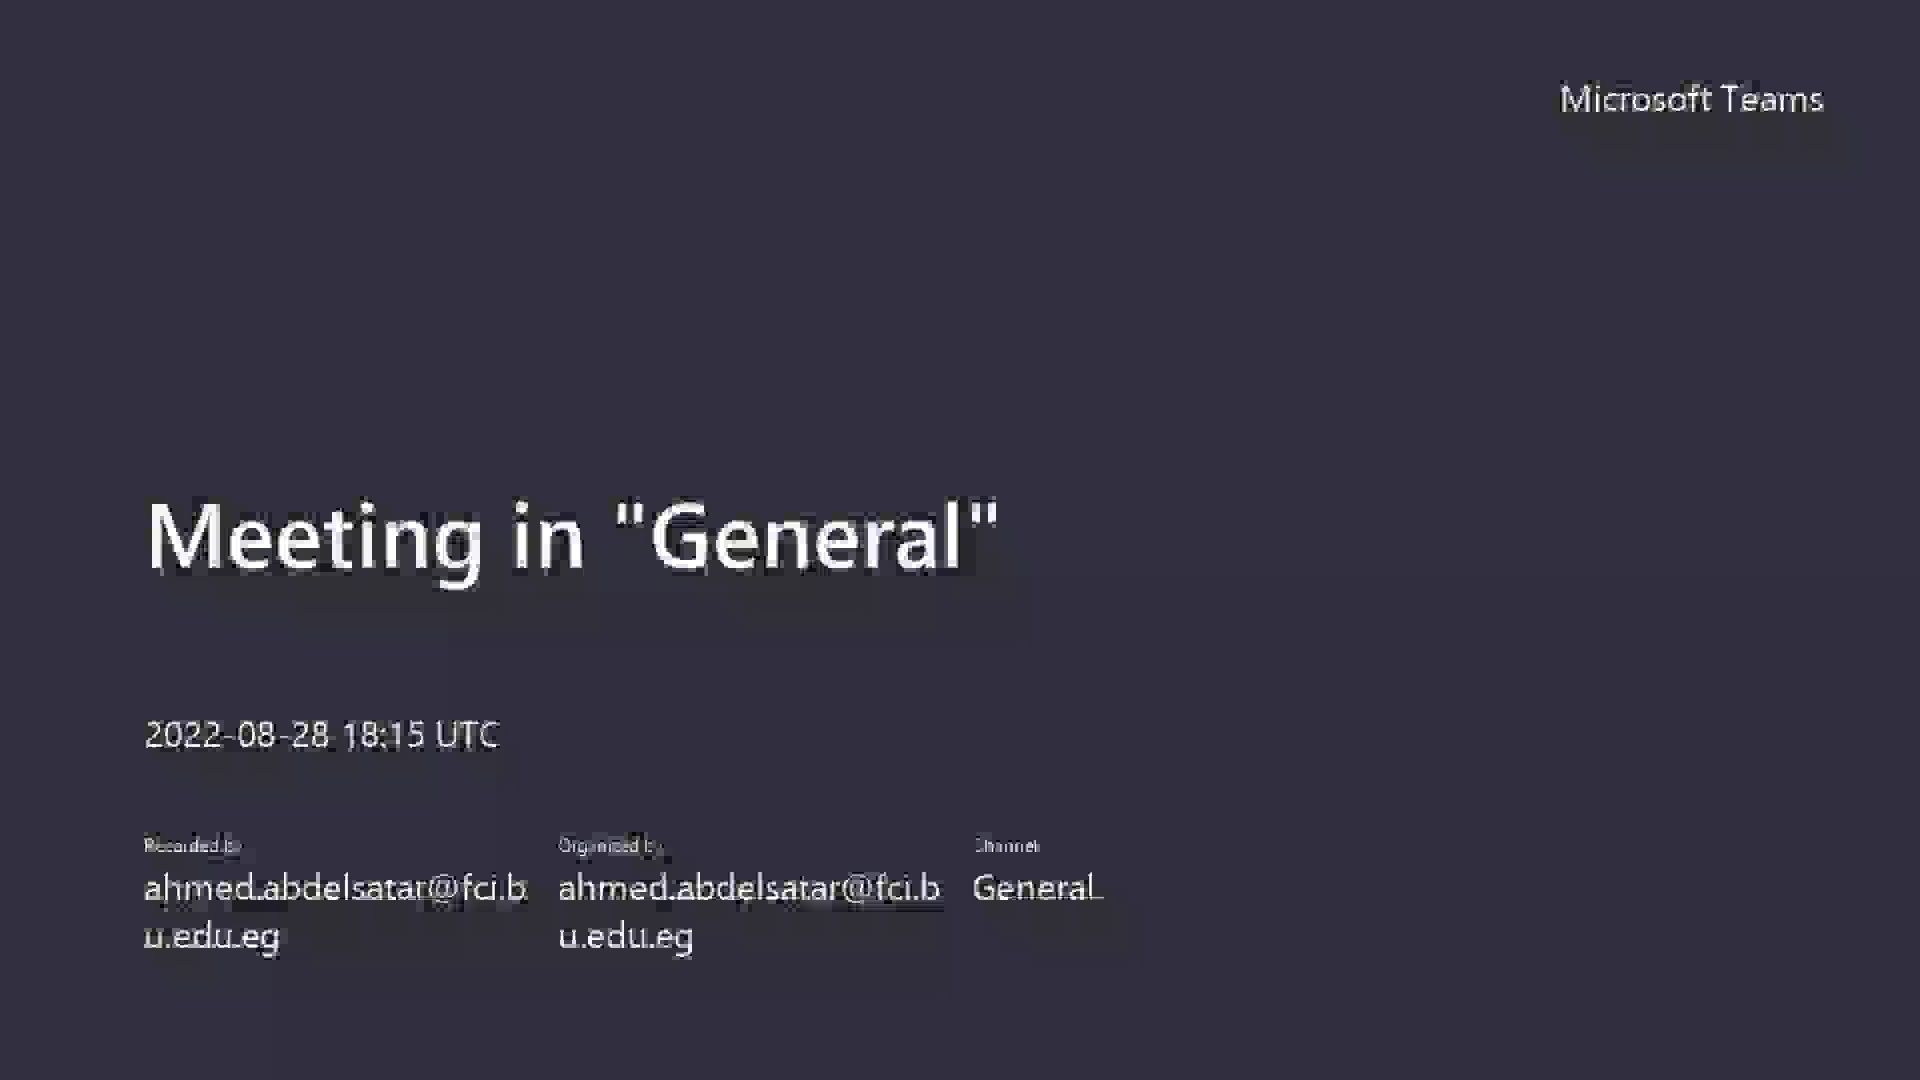 Microsoft Teams
Meeting in "General"
2022-08-28 18:15 UTC
Recorded by
Organized by
Channel
ahmed.abdelsatar@fci.b
ahmed.abdelsatar@fci.b
General
u.edu.eg
u.edu.eg